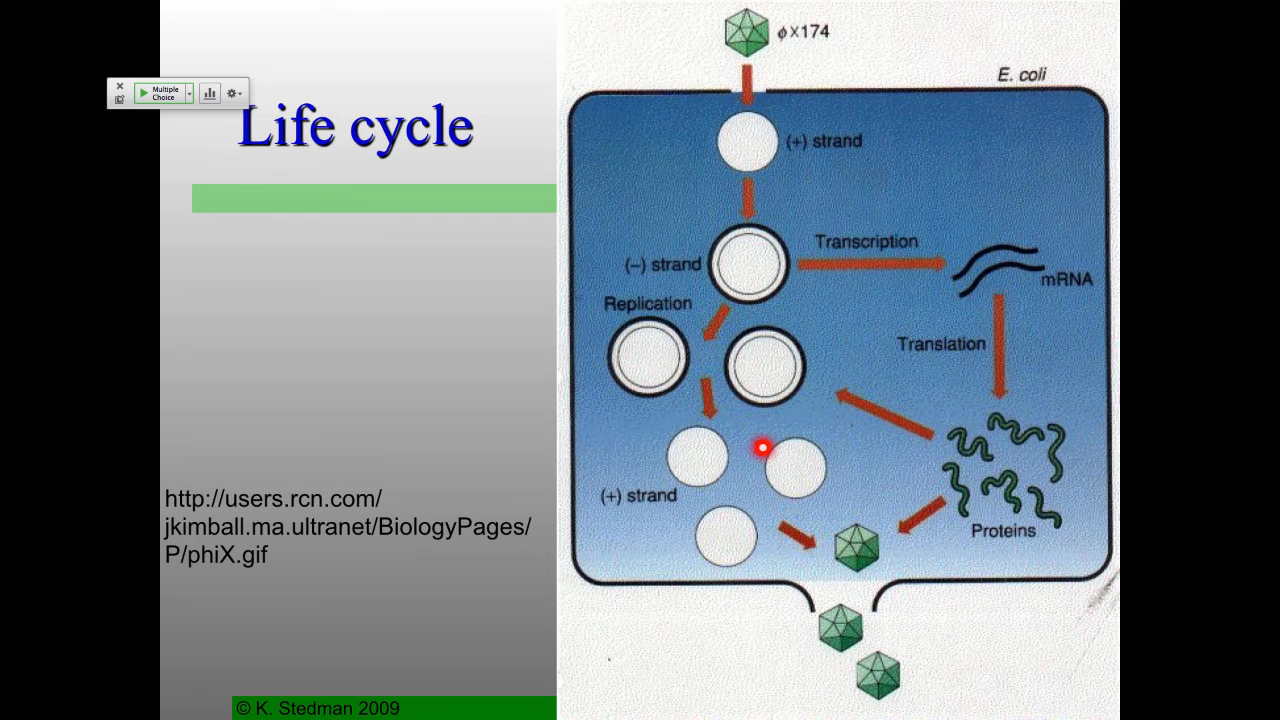 Multiple
Choice
Life cycle
φX174
E. coli
(+) strand
Transcription
(–) strand
mRNA
Replication
Translation
(+) strand
Proteins
http://users.rcn.com/
jkimball.ma.ultranet/BiologyPages/
P/phiX.gif
© K. Stedman 2009